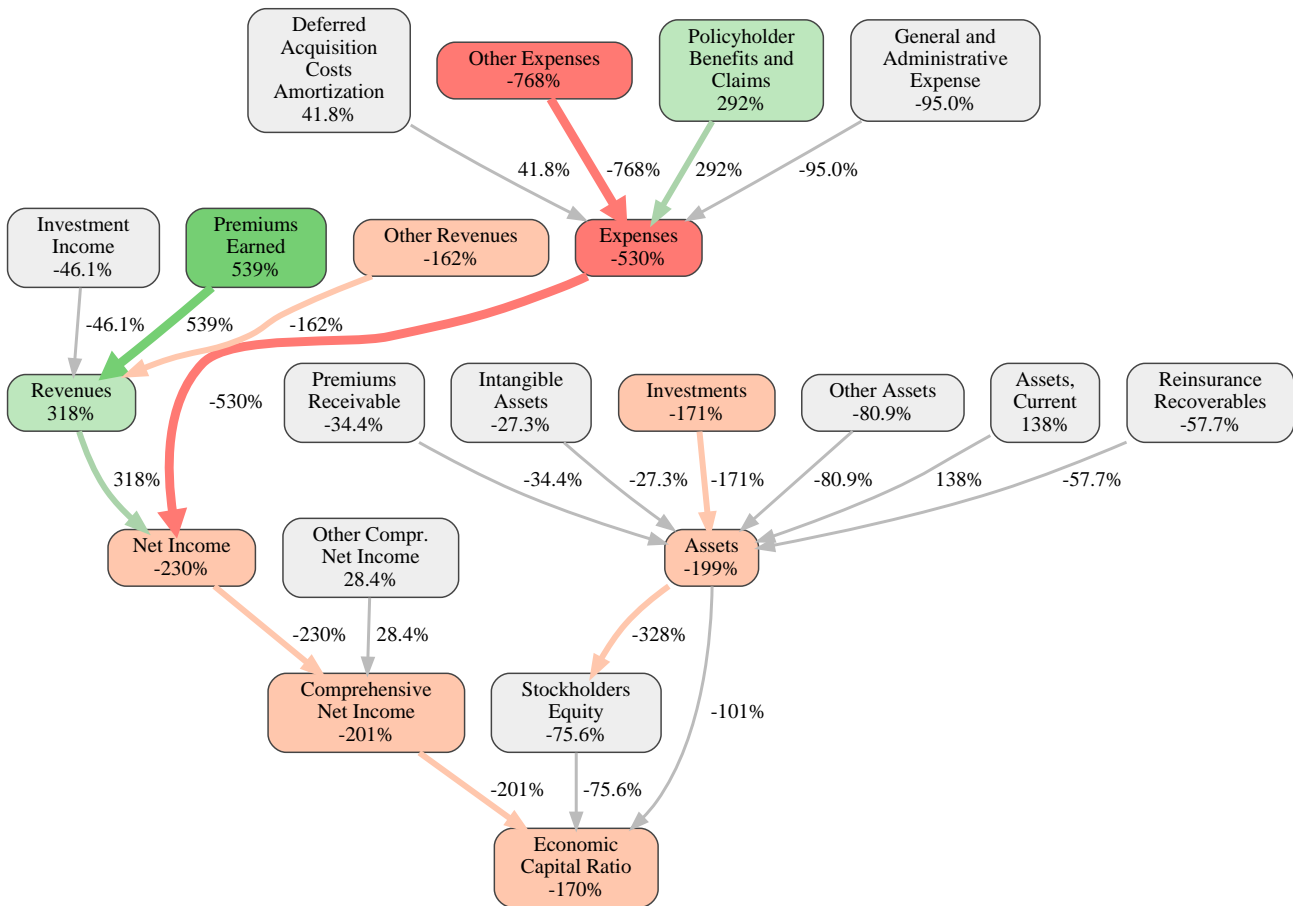 Deferred
Acquisition
Costs
Amortization
41.8%
Other Expenses
-768%
Policyholder
Benefits and
Claims
292%
General and
Administrative
Expense
-95.0%
41.8%
-768%
292%
-95.0%
Investment
Income
-46.1%
Premiums
Earned
539%
Other Revenues
-162%
Expenses
-530%
-46.1%
539%
-162%
Revenues
318%
-530%
Premiums
Receivable
-34.4%
Intangible
Assets
-27.3%
Investments
-171%
Other Assets
-80.9%
Assets,
Current
138%
Reinsurance
Recoverables
-57.7%
318%
-34.4%
-27.3%
-171%
-80.9%
138%
-57.7%
Net Income
-230%
Other Compr.
Net Income
28.4%
Assets
-199%
-230%
28.4%
-328%
Comprehensive
Net Income
-201%
Stockholders
Equity
-75.6%
-101%
-201%
-75.6%
Economic
Capital Ratio
-170%